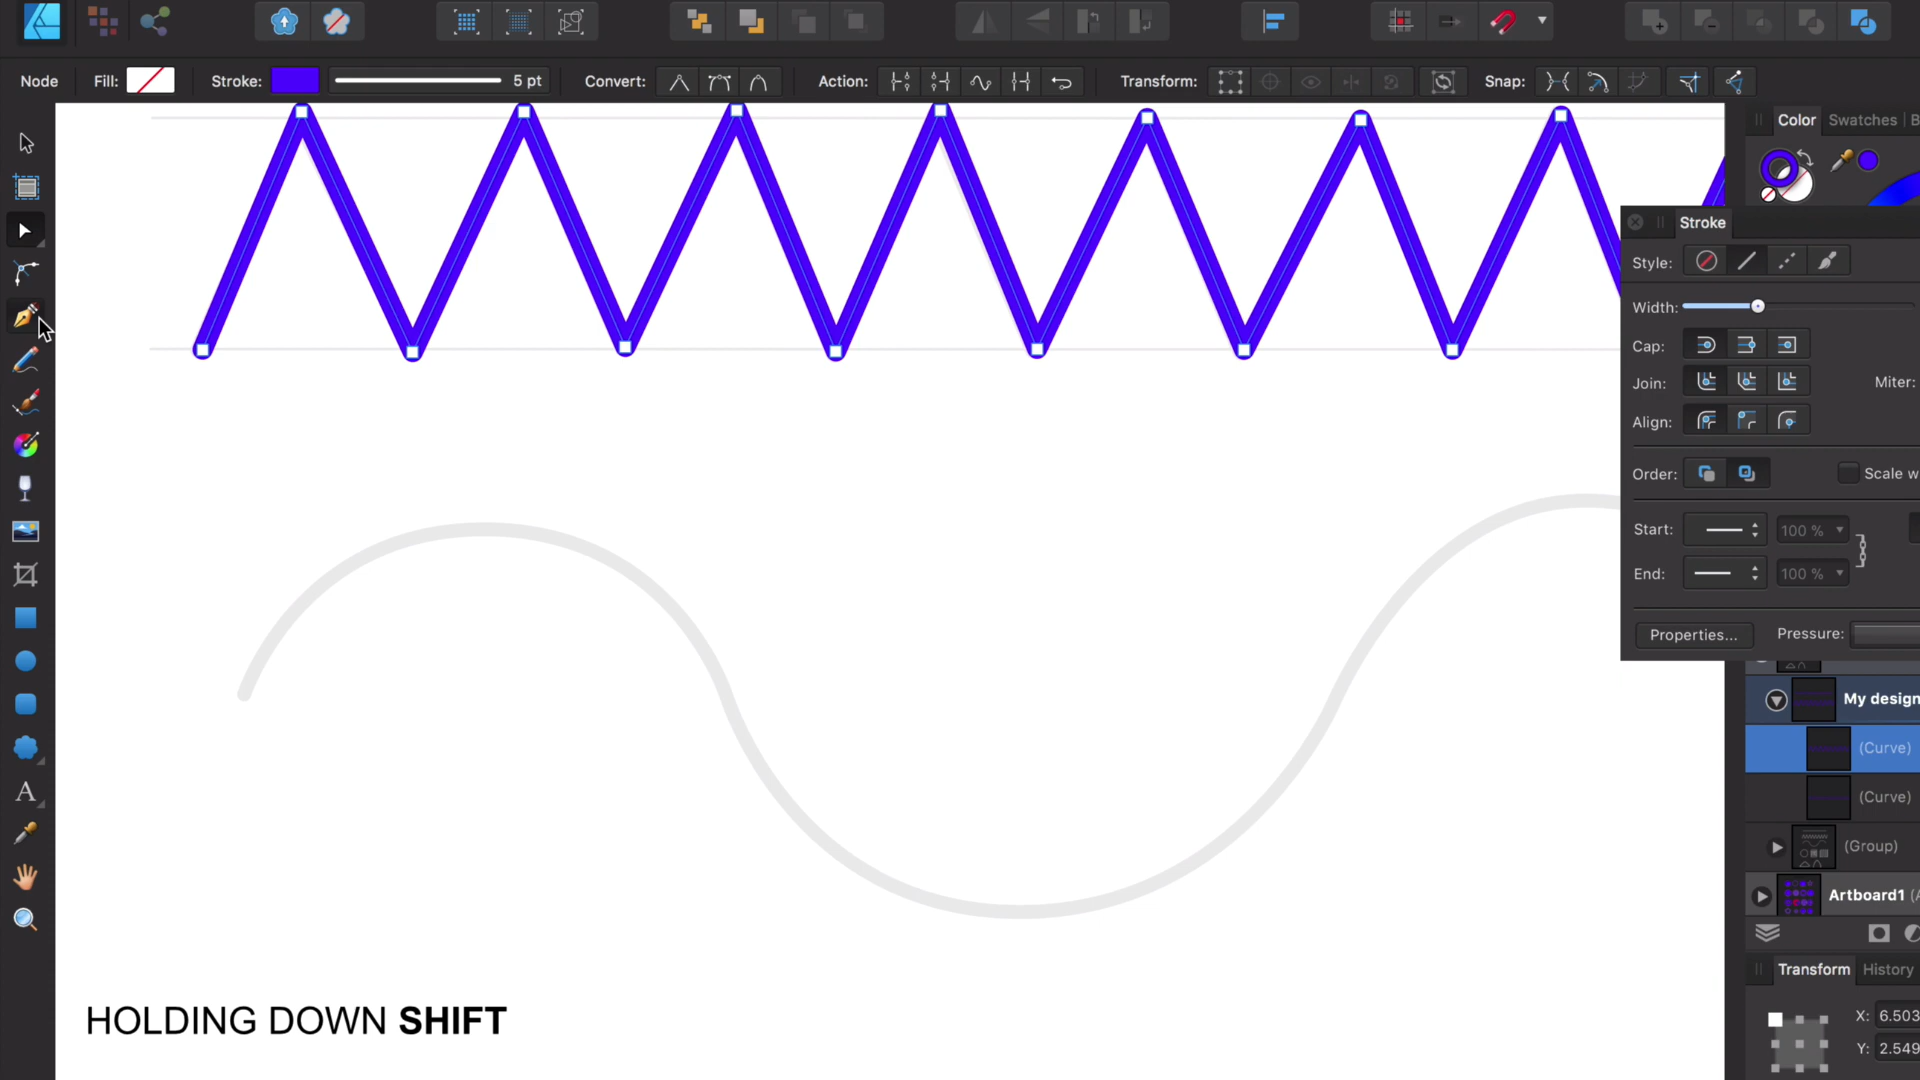 Node Fill: Stroke: 5 pt Convert: Action: Transform: Snap:
Color Swatches B
Stroke
Style:
Width:
Cap:
Join: Miter:
Align:
Order: Scale w
Start: 100 %
End: 100 %
Properties... Pressure:
My design
(Curve)
(Curve)
(Group)
Artboard1 (A
Transform History
X: 6.503
Y: 2.549
A
HOLDING DOWN SHIFT